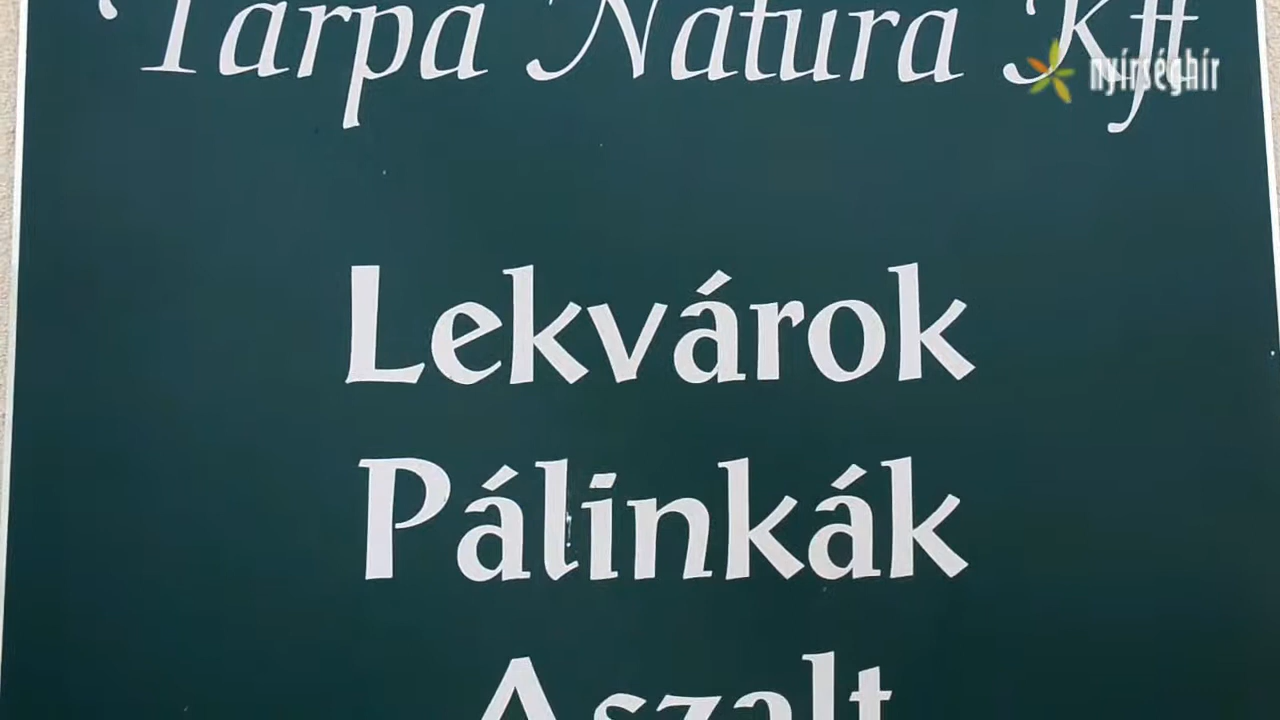 Tarpa Natura Kft
nyírséghír
Lekvárok
Pálinkák
Aszalt